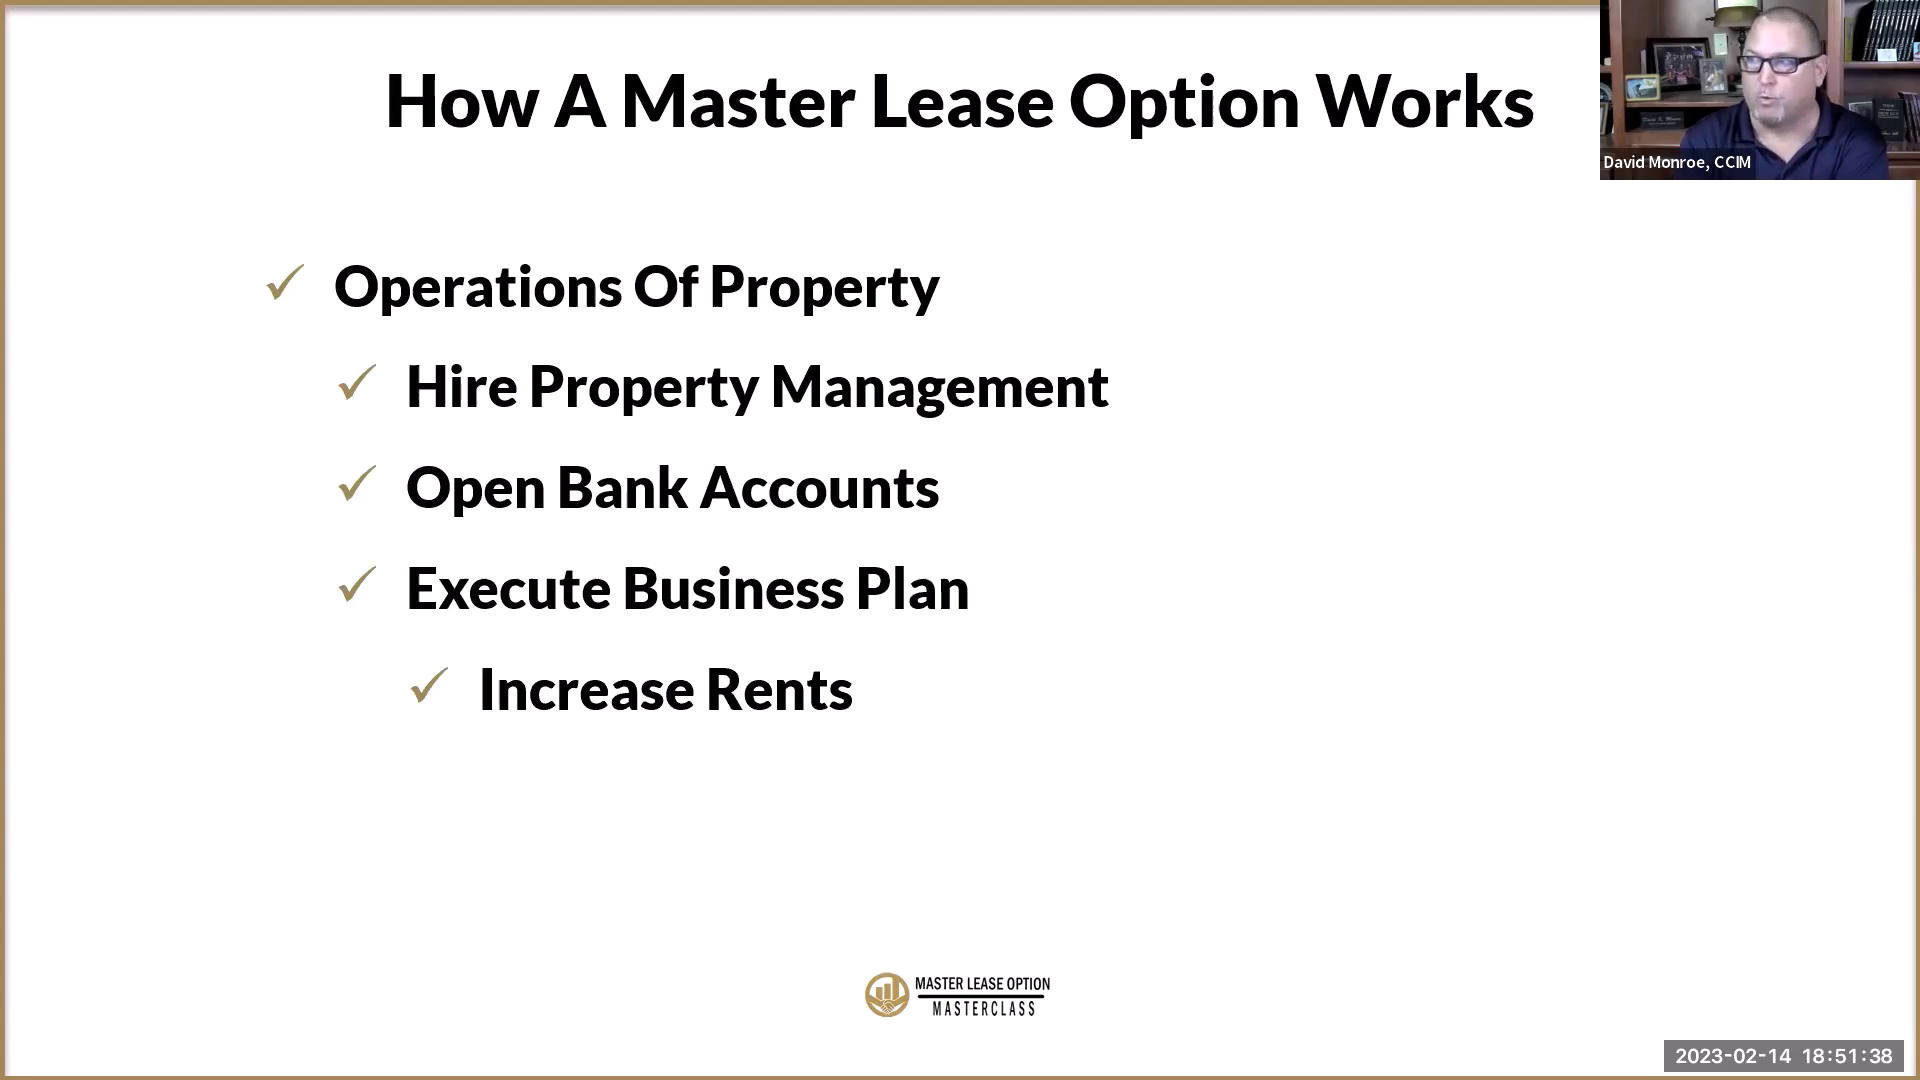 How A Master Lease Option Works
David Monroe, CCIM
Operations Of Property
Hire Property Management
Open Bank Accounts
Execute Business Plan
Increase Rents
MASTER LEASE OPTION
MASTERCLASS
2023-02-14 18:51:38